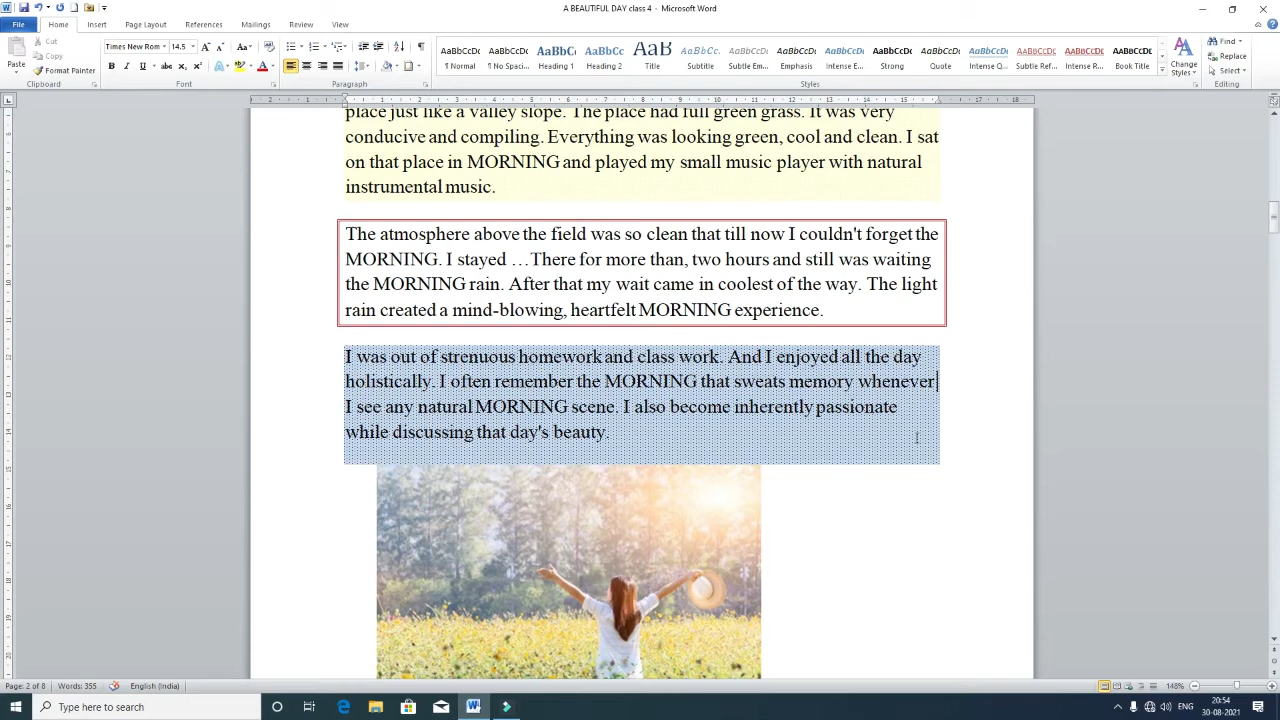 A BEAUTIFUL DAY class 4 - Microsoft Word
File Home Insert Page Layout References Mailings Review View
Paste
Cut
Copy
Format Painter
Clipboard
Times New Rom 14.5
Font
Paragraph
AaBbCcDc AaBbCcDc AaBbC AaBbCc AaB AaBbCc.
¶ Normal ¶ No Spaci... Heading 1 Heading 2 Title Subtitle Subtle Em... Emphasis Intense E... Strong Quote Intense Q... Subtle Ref... Intense R... Book Title
Change
Styles
Styles
Find
Replace
Select
Editing
place just like a valley slope. The place had full green grass. It was very
conducive and compiling. Everything was looking green, cool and clean. I sat
on that place in MORNING and played my small music player with natural
instrumental music.
The atmosphere above the field was so clean that till now I couldn't forget the
MORNING. I stayed …There for more than, two hours and still was waiting
the MORNING rain. After that my wait came in coolest of the way. The light
rain created a mind-blowing, heartfelt MORNING experience.
I was out of strenuous homework and class work. And I enjoyed all the day
holistically. I often remember the MORNING that sweats memory whenever
I see any natural MORNING scene. I also become inherently passionate
while discussing that day's beauty.
Page: 2 of 8 Words: 355 English (India) 148%
Type here to search
ENG
20:54
30-08-2021